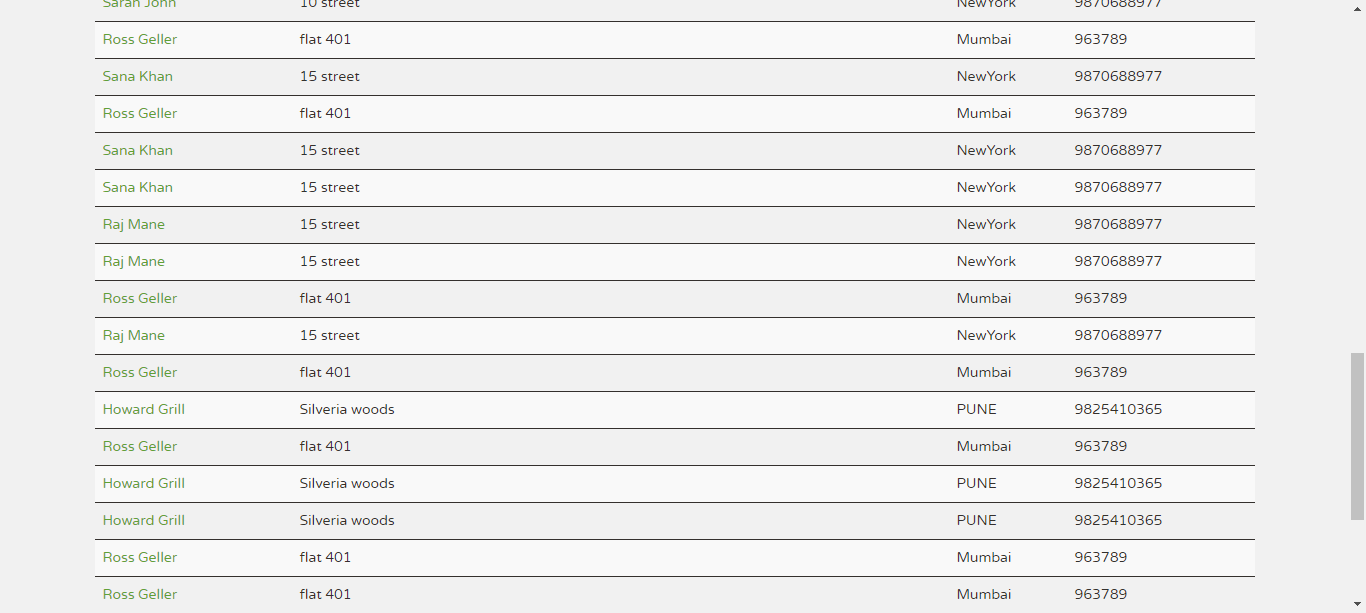 Sarah John 10 street NewYork 9870688977
Ross Geller flat 401 Mumbai 963789
Sana Khan 15 street NewYork 9870688977
Ross Geller flat 401 Mumbai 963789
Sana Khan 15 street NewYork 9870688977
Sana Khan 15 street NewYork 9870688977
Raj Mane 15 street NewYork 9870688977
Raj Mane 15 street NewYork 9870688977
Ross Geller flat 401 Mumbai 963789
Raj Mane 15 street NewYork 9870688977
Ross Geller flat 401 Mumbai 963789
Howard Grill Silveria woods PUNE 9825410365
Ross Geller flat 401 Mumbai 963789
Howard Grill Silveria woods PUNE 9825410365
Howard Grill Silveria woods PUNE 9825410365
Ross Geller flat 401 Mumbai 963789
Ross Geller flat 401 Mumbai 963789